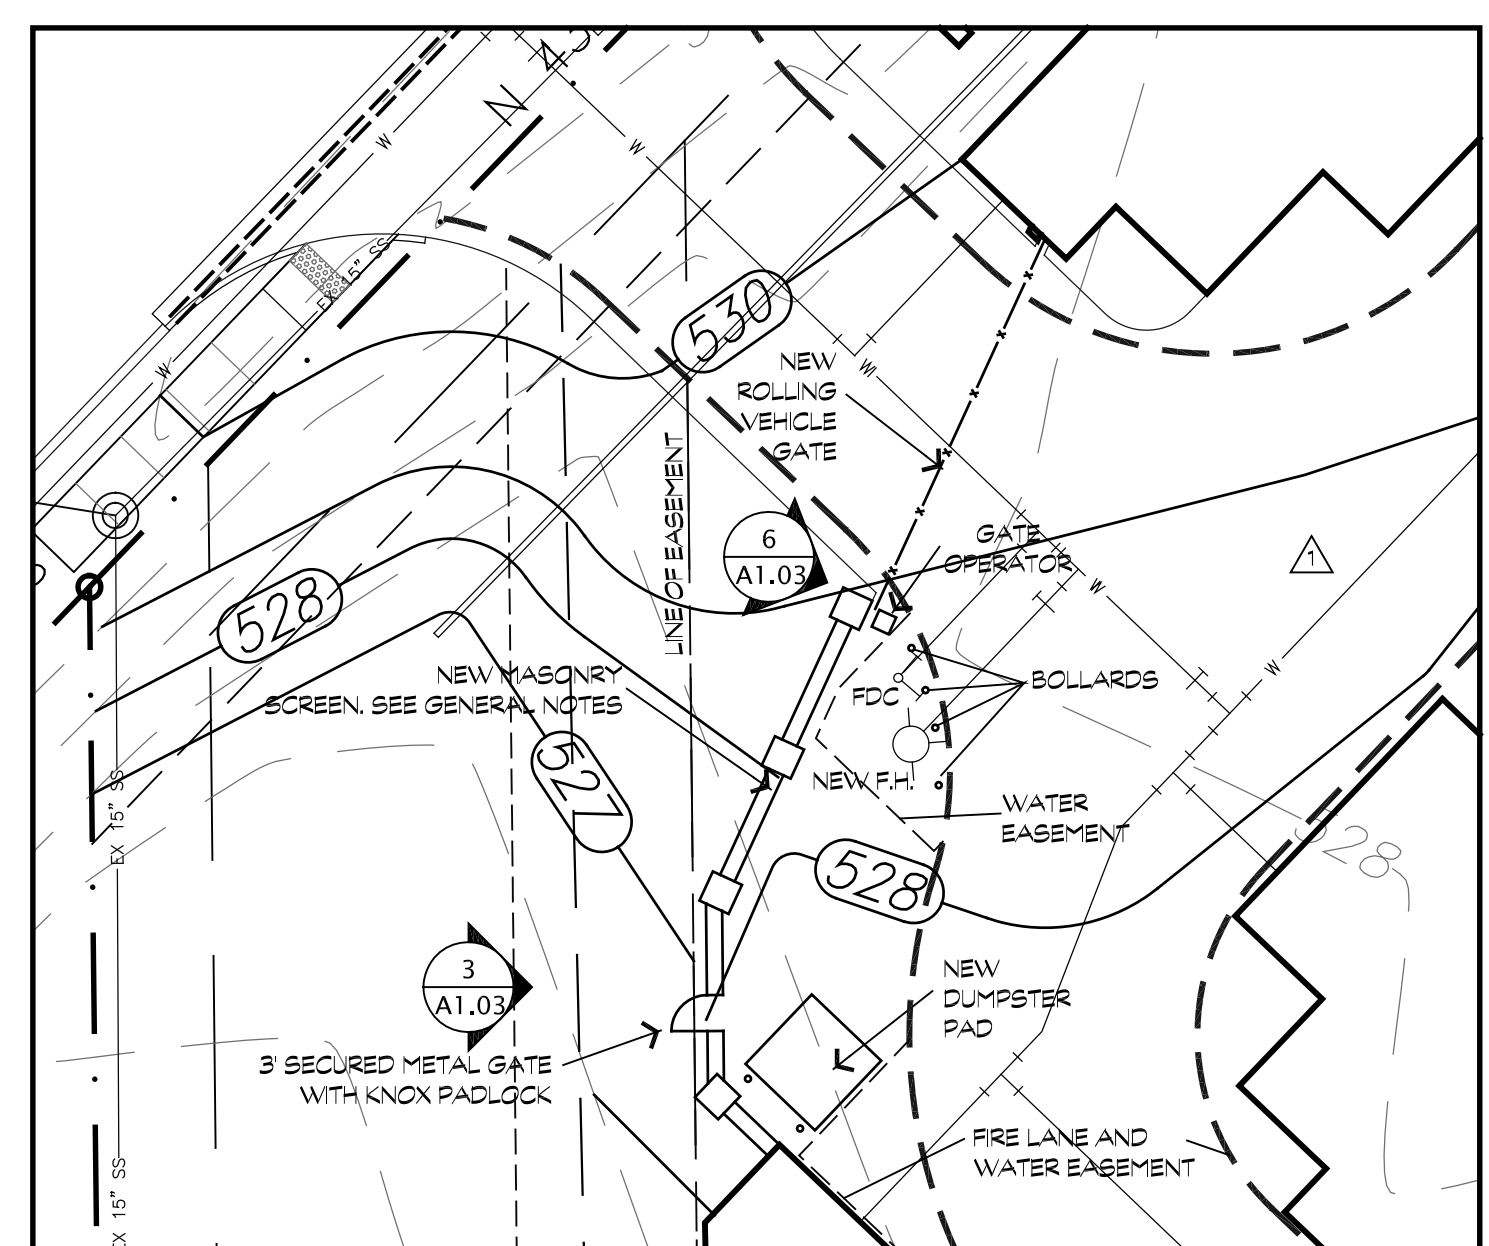 N 43
W
W
EX 15" SS
530
W
W
NEW
ROLLING
VEHICLE
GATE
LINE OF EASEMENT
6
A1.03
GATE
OPERATOR
1
W
528
W
NEW MASONRY
SCREEN. SEE GENERAL NOTES
FDC
BOLLARDS
527
NEW F.H.
WATER
EASEMENT
EX 15" SS
528
528
3
A1.03
NEW
DUMPSTER
PAD
3' SECURED METAL GATE
WITH KNOX PADLOCK
FIRE LANE AND
WATER EASEMENT
EX 15" SS